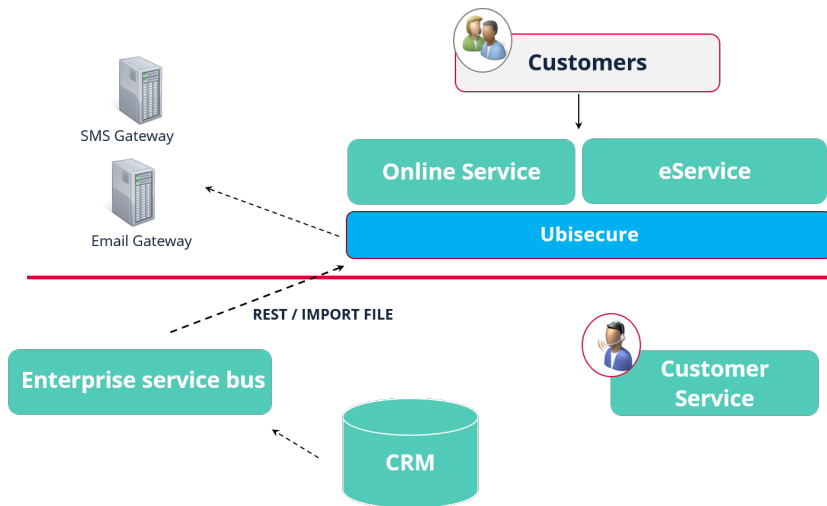 Customers
SMS Gateway
Online Service
eService
Email Gateway
Ubisecure
REST / IMPORT FILE
Enterprise service bus
Customer
Service
CRM